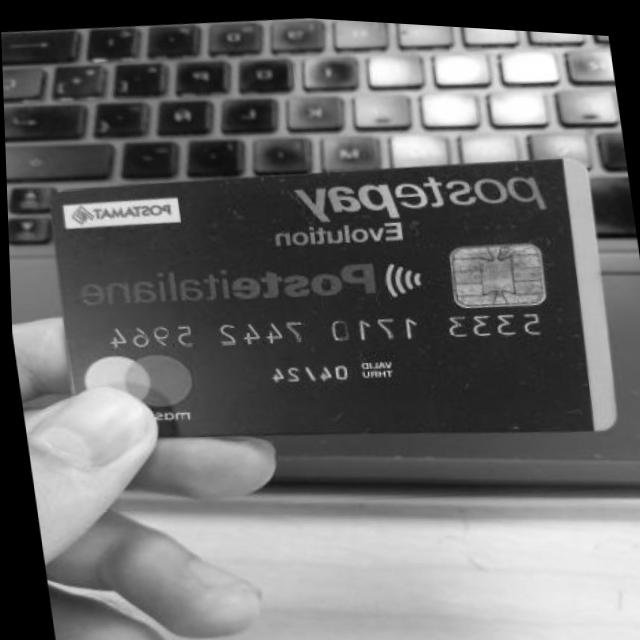 postepay
Evolution
POSTAMAT
Posteitaliane
5333 1710 7442 5964
VALID
THRU 04/24